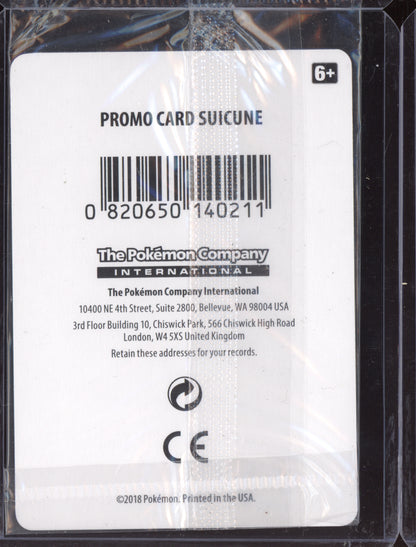 6+
PROMO CARD SUICUNE
0 820650 140211
The Pokémon Company
INTERNATIONAL
The Pokémon Company International
10400 NE 4th Street, Suite 2800, Bellevue, WA 98004 USA
3rd Floor Building 10, Chiswick Park, 566 Chiswick High Road
London, W4 5XS United Kingdom
Retain these addresses for your records.
CE
©2018 Pokémon. Printed in the USA.